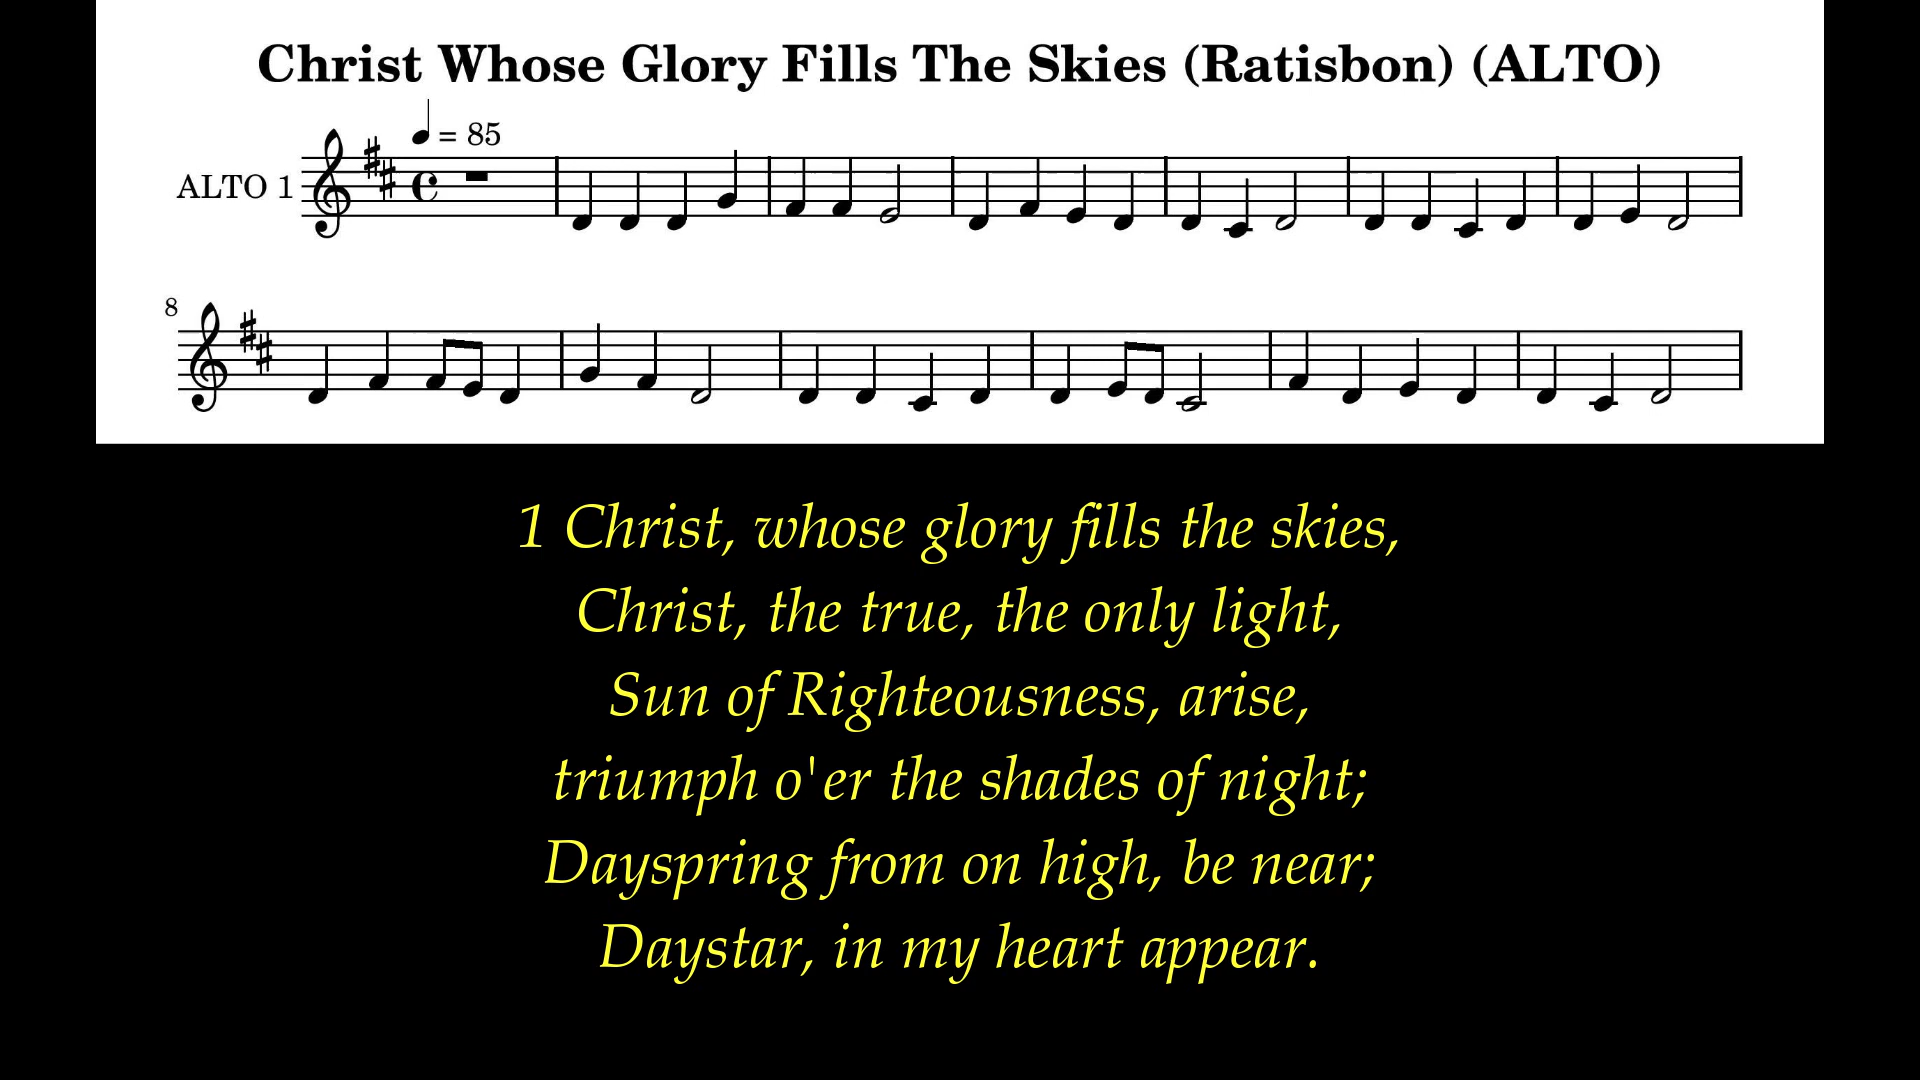 Christ Whose Glory Fills The Skies (Ratisbon) (ALTO)
= 85
ALTO 1
8
1 Christ, whose glory fills the skies,
Christ, the true, the only light,
Sun of Righteousness, arise,
triumph o'er the shades of night;
Dayspring from on high, be near;
Daystar, in my heart appear.